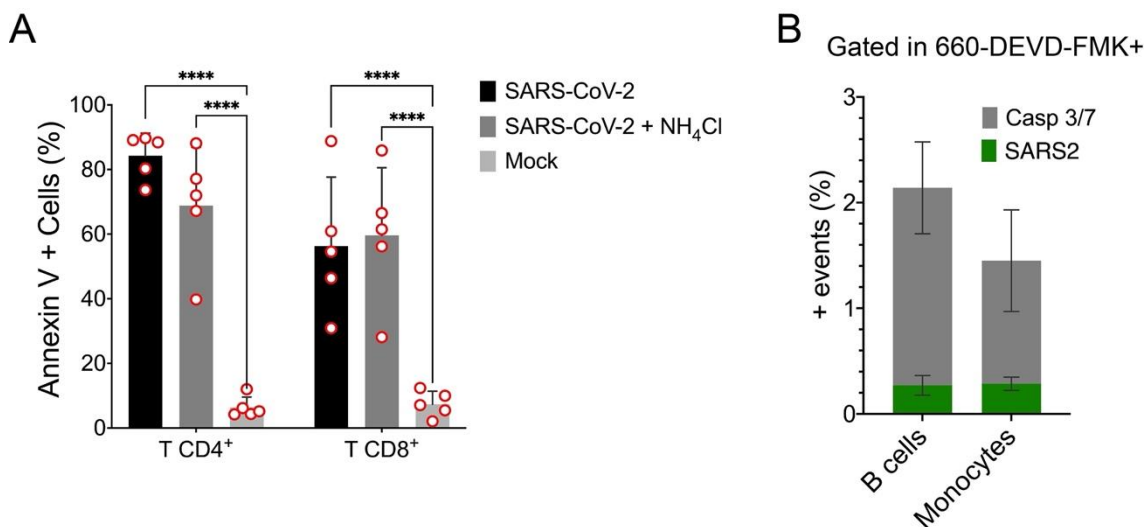 A
Annexin V + Cells (%)
100
80
60
40
20
0
****
****
****
****
T CD4⁺
T CD8⁺
SARS-CoV-2
SARS-CoV-2 + NH₄Cl
Mock
B
Gated in 660-DEVD-FMK+
+ events (%)
3
2
1
0
Casp 3/7
SARS2
B cells
Monocytes